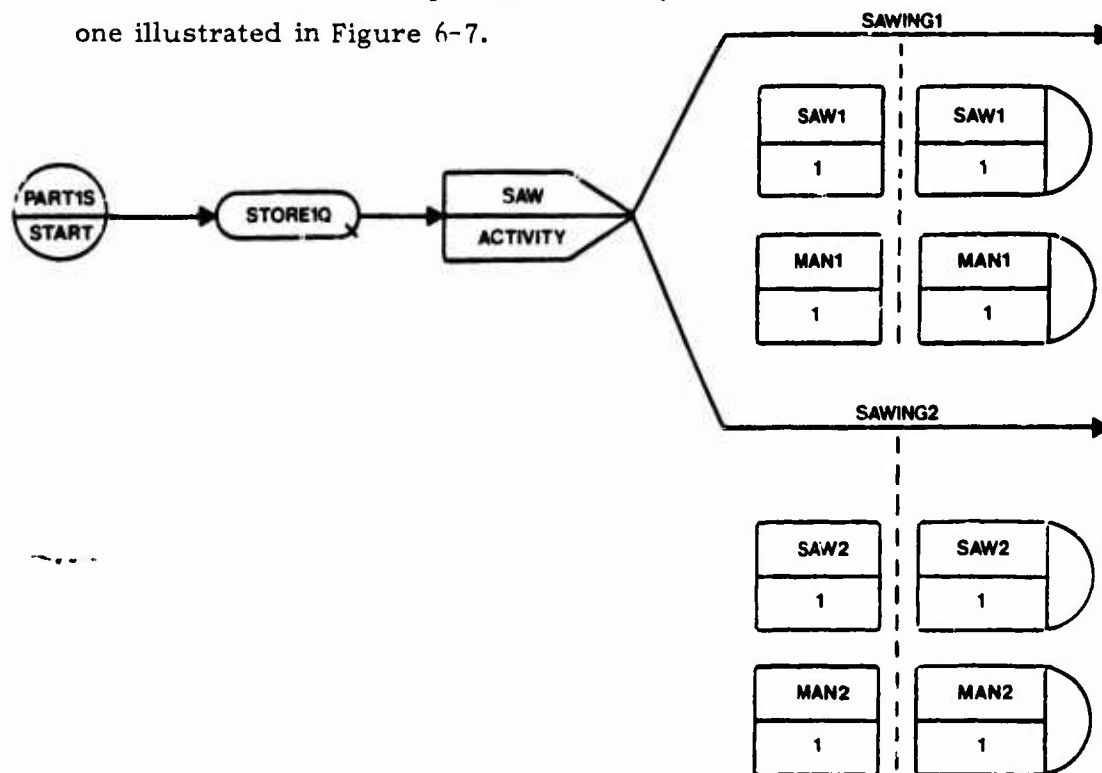 one illustrated in Figure 6-7.
SAWING1
SAW1
SAW1
1
1
PART1S
START
STORE1Q
SAW
ACTIVITY
MAN1
MAN1
1
1
SAWING2
SAW2
SAW2
1
1
MAN2
MAN2
1
1